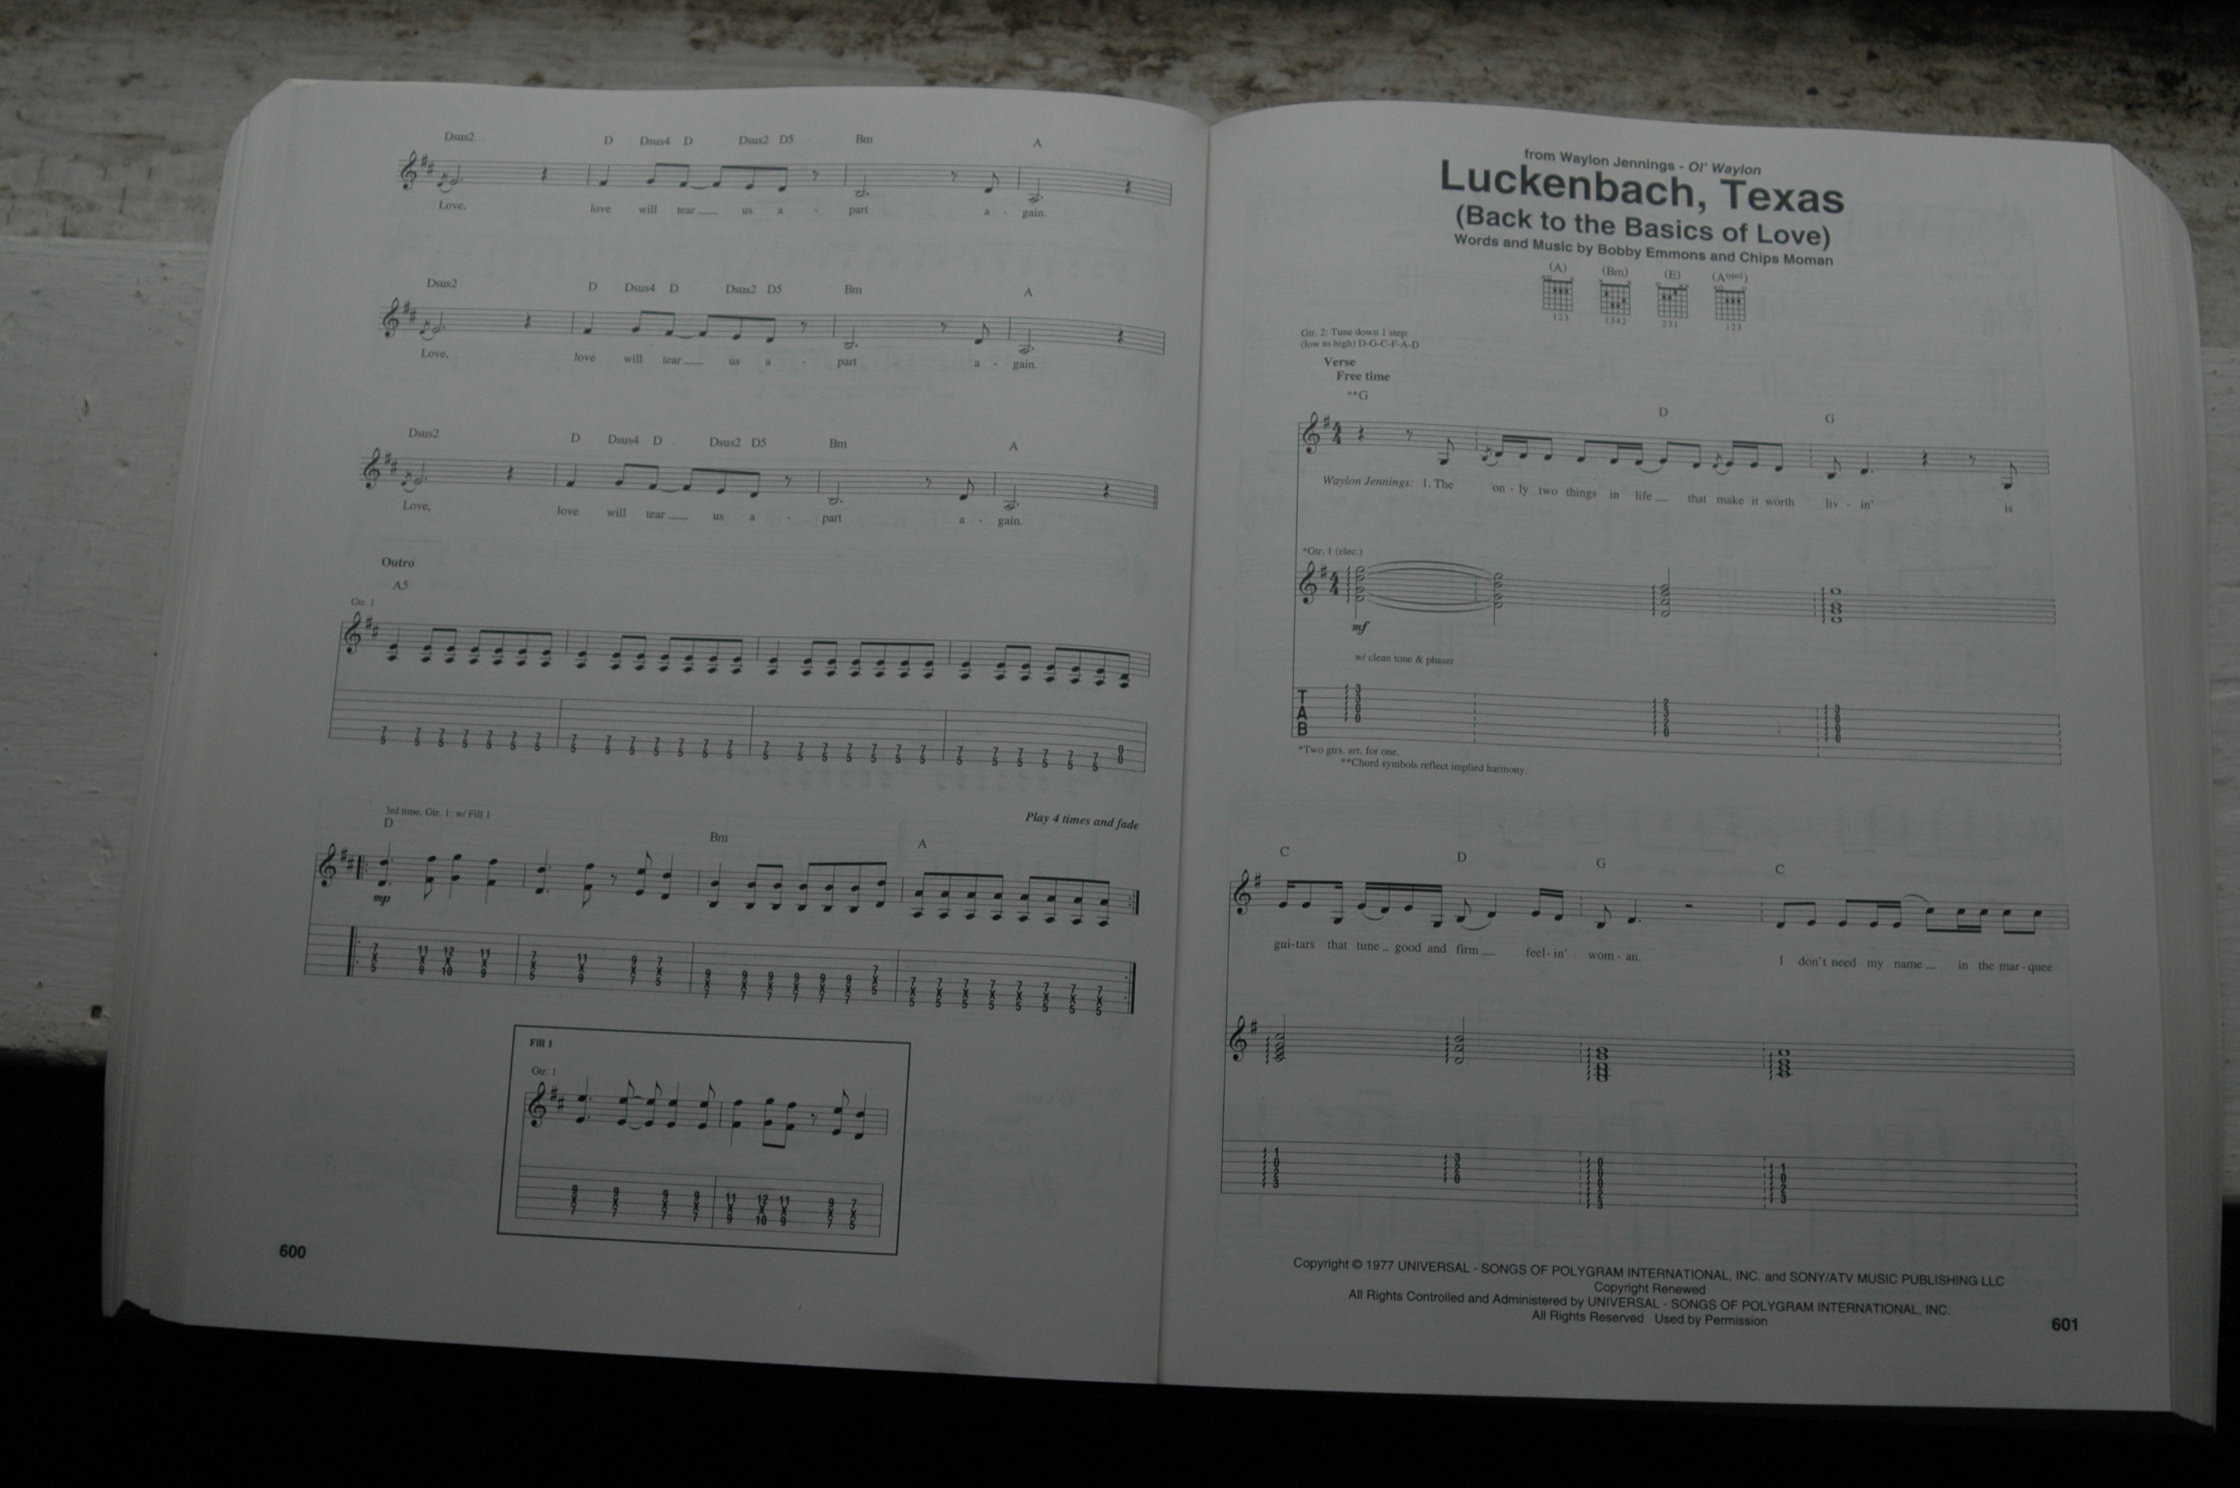 Dsus2 D Dsus4 D Dsus2 D5 Bm A
Love, love will tear us a - part a - gain.
Dsus2 D Dsus4 D Dsus2 D5 Bm A
Love, love will tear us a - part a - gain.
Dsus2 D Dsus4 D Dsus2 D5 Bm A
Love, love will tear us a - part a - gain.
Outro
A5
Gtr. 1
Play 4 times and fade
3rd time, Gtr. 1: w/ Fill 1
D Bm A
mp
Fill 1
Gtr. 1
600
from Waylon Jennings - Ol' Waylon
Luckenbach, Texas
(Back to the Basics of Love)
Words and Music by Bobby Emmons and Chips Moman
(A) (Bm) (E)
123 1342 231 123
Gtr. 2: Tune down 1 step:
(low to high) D-G-C-F-A-D
Verse
Free time
**G D G
Waylon Jennings: 1. The on - ly two things in life that make it worth liv - in' is
*Gtr. 1 (elec.)
mf
w/ clean tone & phaser
T
A
B
*Two gtrs. arr. for one.
**Chord symbols reflect implied harmony.
C D G C
gui-tars that tune good and firm feel-in' wom - an. I don't need my name in the mar-quee
Copyright © 1977 UNIVERSAL - SONGS OF POLYGRAM INTERNATIONAL, INC. and SONY/ATV MUSIC PUBLISHING LLC
Copyright Renewed
All Rights Controlled and Administered by UNIVERSAL - SONGS OF POLYGRAM INTERNATIONAL, INC.
All Rights Reserved Used by Permission
601